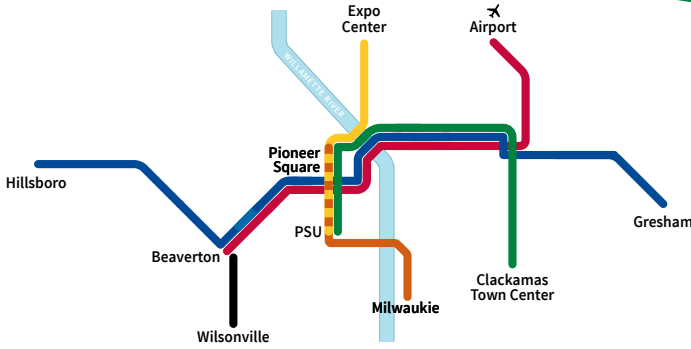 Expo
Center
Airport
WILLAMETTE RIVER
Pioneer
Square
Hillsboro
Gresham
PSU
Beaverton
Clackamas
Town Center
Milwaukie
Wilsonville